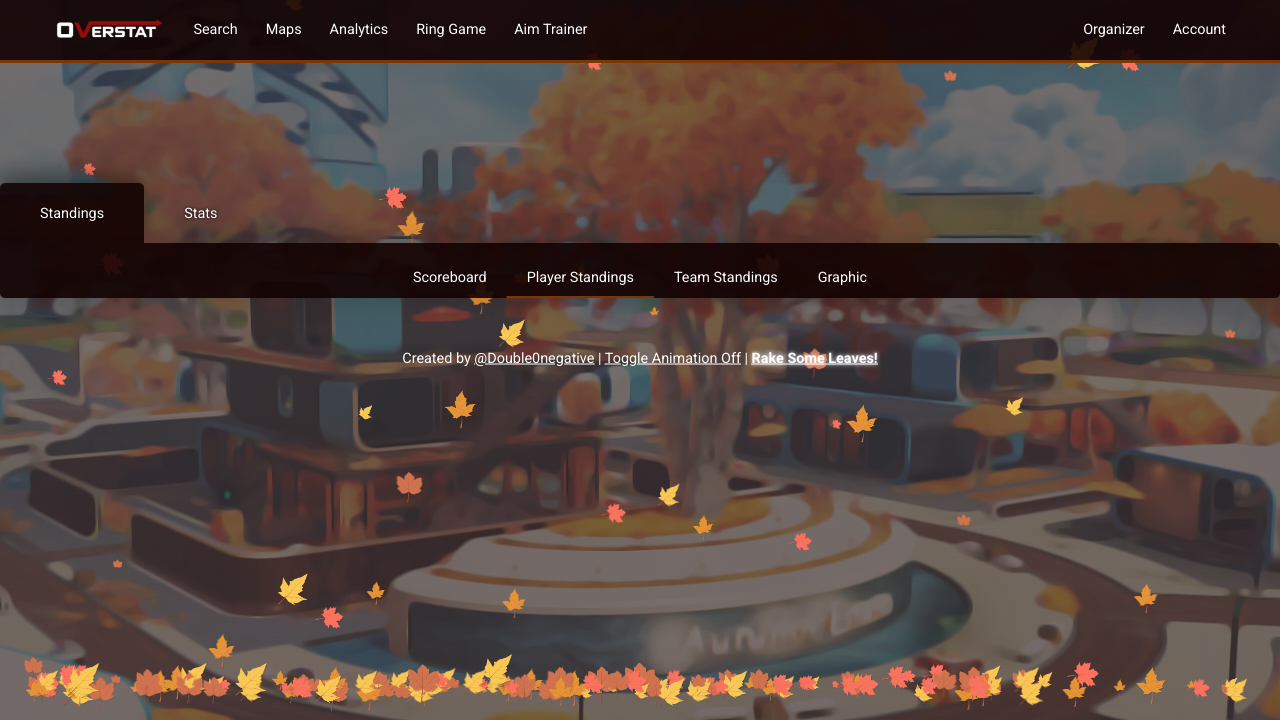 OVERSTAT Search Maps Analytics Ring Game Aim Trainer Organizer Account
Standings Stats
Scoreboard Player Standings Team Standings Graphic
Created by @Double0negative | Toggle Animation Off | Rake Some Leaves!